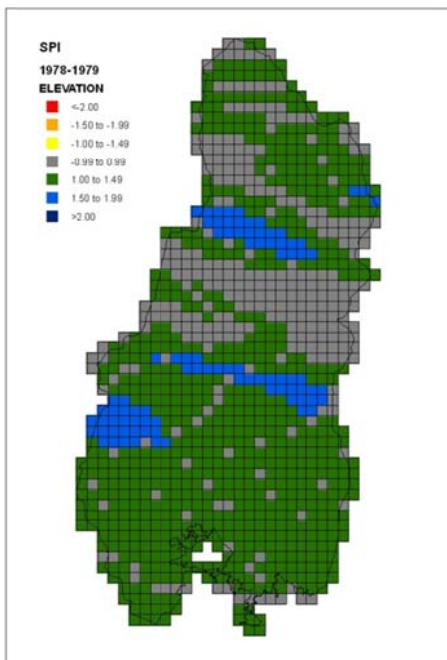 SPI
1978-1979
ELEVATION
<-2.00
-1.50 to -1.99
-1.00 to -1.49
-0.99 to 0.99
1.00 to 1.49
1.50 to 1.99
>2.00